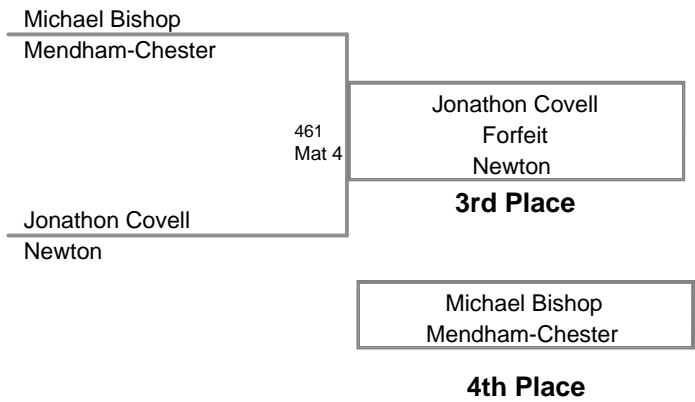 Michael Bishop
Mendham-Chester
461
Mat 4
Jonathon Covell
Forfeit
Newton
3rd Place
Jonathon Covell
Newton
Michael Bishop
Mendham-Chester
4th Place